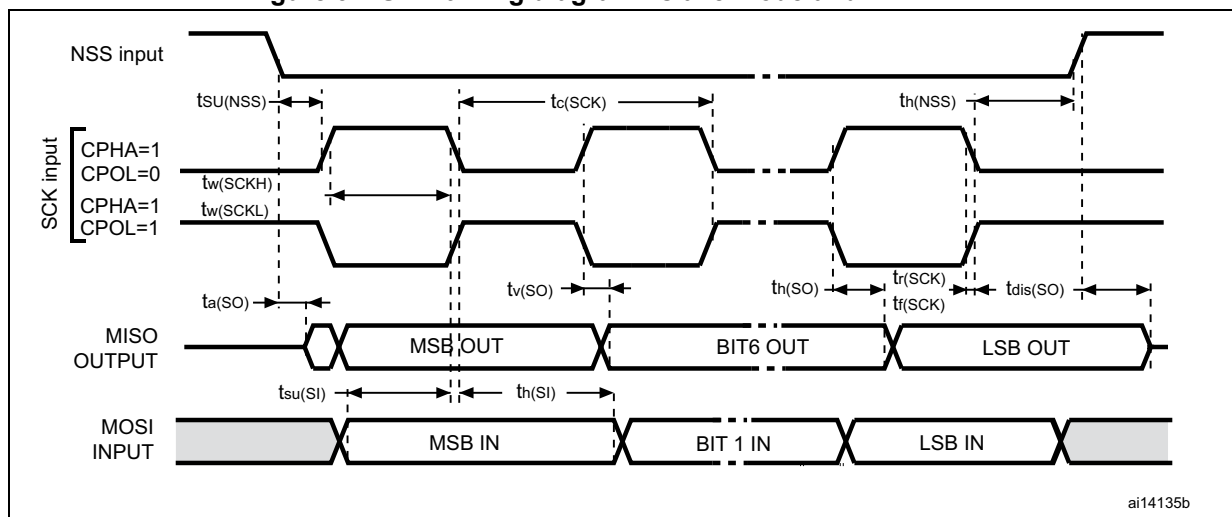 NSS input
tSU(NSS)
tc(SCK)
th(NSS)
SCK input
CPHA=1
CPOL=0
tw(SCKH)
CPHA=1
tw(SCKL)
CPOL=1
ta(SO)
tv(SO)
th(SO)
tr(SCK)
tf(SCK)
tdis(SO)
MISO
OUTPUT
MSB OUT
BIT6 OUT
LSB OUT
tsu(SI)
th(SI)
MOSI
INPUT
MSB IN
BIT 1 IN
LSB IN
ai14135b